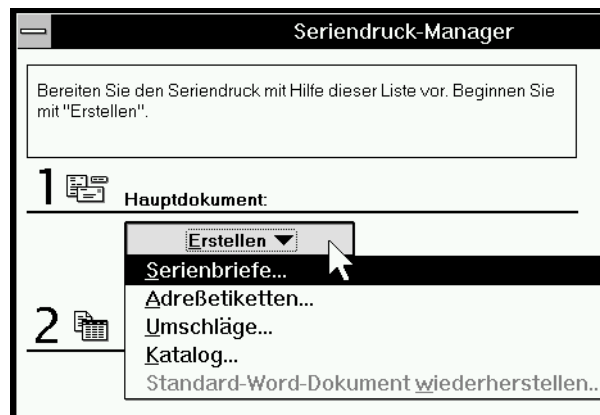 Seriendruck-Manager
Bereiten Sie den Seriendruck mit Hilfe dieser Liste vor. Beginnen Sie
mit "Erstellen".
1
Hauptdokument:
Erstellen
Serienbriefe...
Adreßetiketten...
Umschläge...
2
Katalog...
Standard-Word-Dokument wiederherstellen..